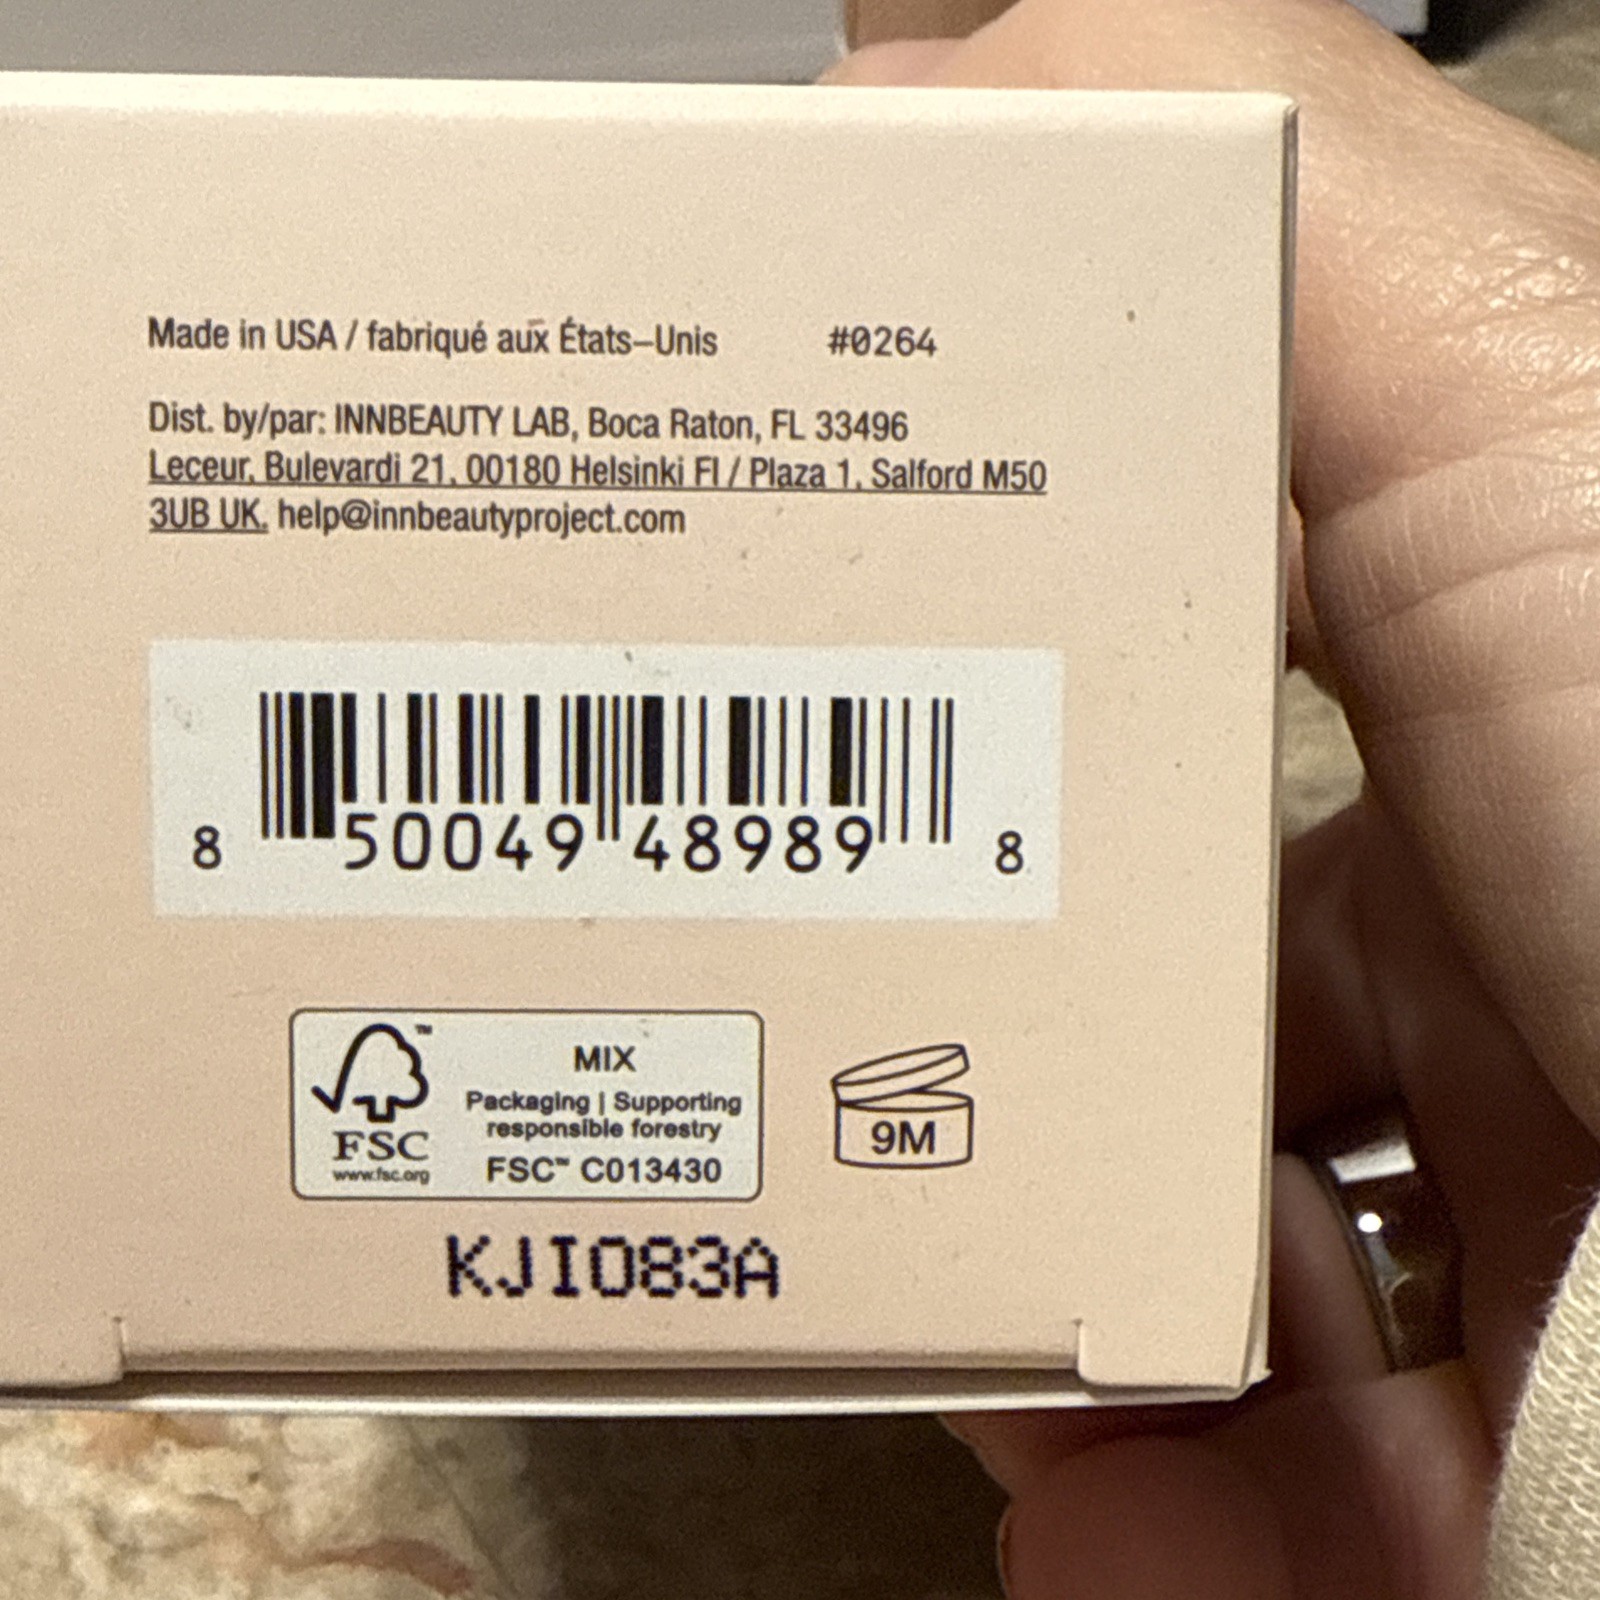 Made in USA / fabriqué aux États–Unis #0264
Dist. by/par: INNBEAUTY LAB, Boca Raton, FL 33496
Leceur, Bulevardi 21, 00180 Helsinki FI / Plaza 1, Salford M50
3UB UK. help@innbeautyproject.com
8 50049 48989 8
FSC™
www.fsc.org
MIX
Packaging | Supporting
responsible forestry
FSC™ C013430
9M
KJI083A